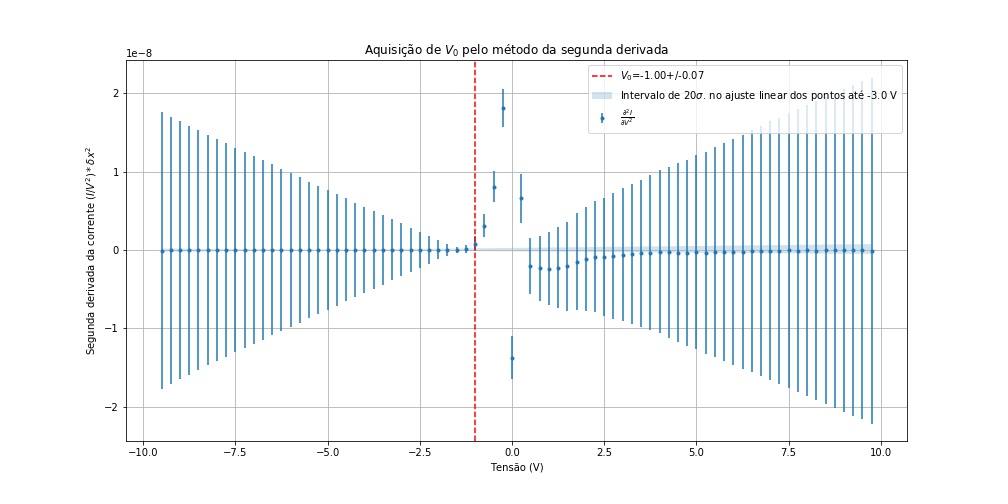 Aquisição de V₀ pelo método da segunda derivada
1e−8
V₀=-1.00+/-0.07
Intervalo de 20σ. no ajuste linear dos pontos até -3.0 V
∂²I/∂V²
Segunda derivada da corrente (I/V²)*δx²
2
1
0
−1
−2
−10.0 −7.5 −5.0 −2.5 0.0 2.5 5.0 7.5 10.0
Tensão (V)